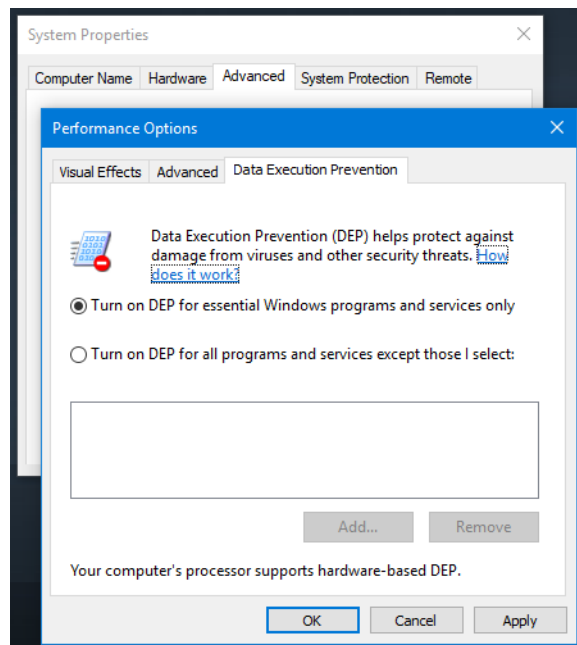 System Properties
Computer Name Hardware Advanced System Protection Remote
Performance Options
Visual Effects Advanced Data Execution Prevention
Data Execution Prevention (DEP) helps protect against
damage from viruses and other security threats. How
does it work?
Turn on DEP for essential Windows programs and services only
Turn on DEP for all programs and services except those I select:
Add... Remove
Your computer's processor supports hardware-based DEP.
OK Cancel Apply